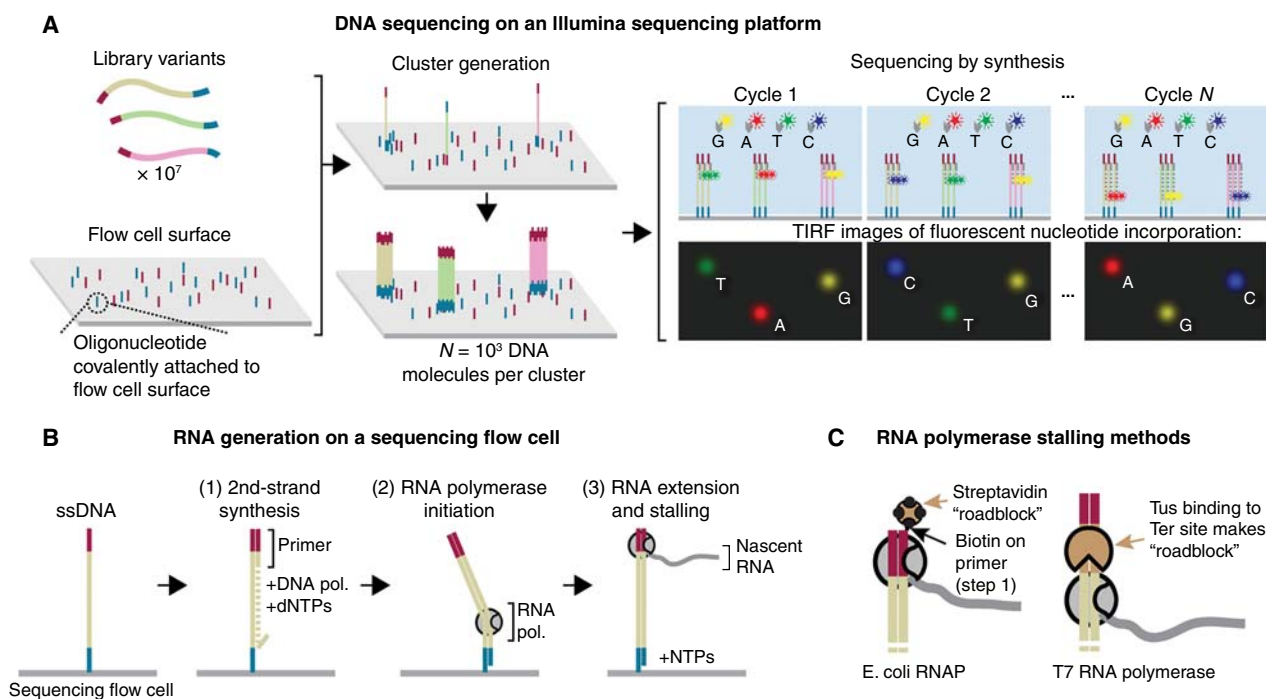 A
DNA sequencing on an Illumina sequencing platform
Library variants
× 10⁷
Flow cell surface
Oligonucleotide
covalently attached to
flow cell surface
Cluster generation
N = 10³ DNA
molecules per cluster
Sequencing by synthesis
Cycle 1
G A T C
Cycle 2
G A T C
...
Cycle N
G A T C
TIRF images of fluorescent nucleotide incorporation:
T
A
G
C
T
G
...
A
G
C
B
RNA generation on a sequencing flow cell
ssDNA
Sequencing flow cell
(1) 2nd-strand
synthesis
Primer
+DNA pol.
+dNTPs
(2) RNA polymerase
initiation
RNA
pol.
(3) RNA extension
and stalling
Nascent
RNA
+NTPs
C
RNA polymerase stalling methods
Streptavidin
"roadblock"
Biotin on
primer
(step 1)
E. coli RNAP
Tus binding to
Ter site makes
"roadblock"
T7 RNA polymerase